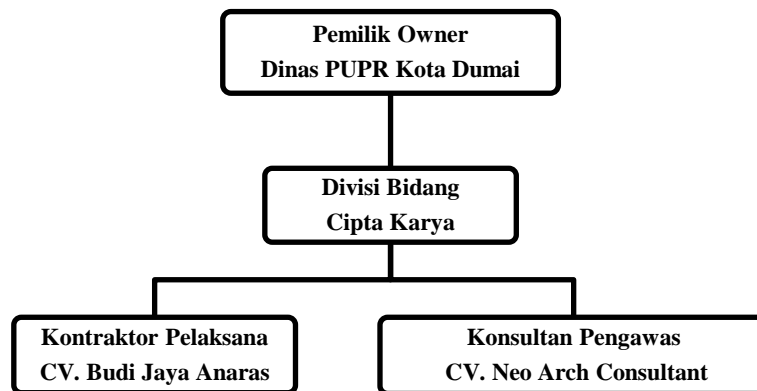 Pemilik Owner
Dinas PUPR Kota Dumai
Divisi Bidang
Cipta Karya
Kontraktor Pelaksana
CV. Budi Jaya Anaras
Konsultan Pengawas
CV. Neo Arch Consultant